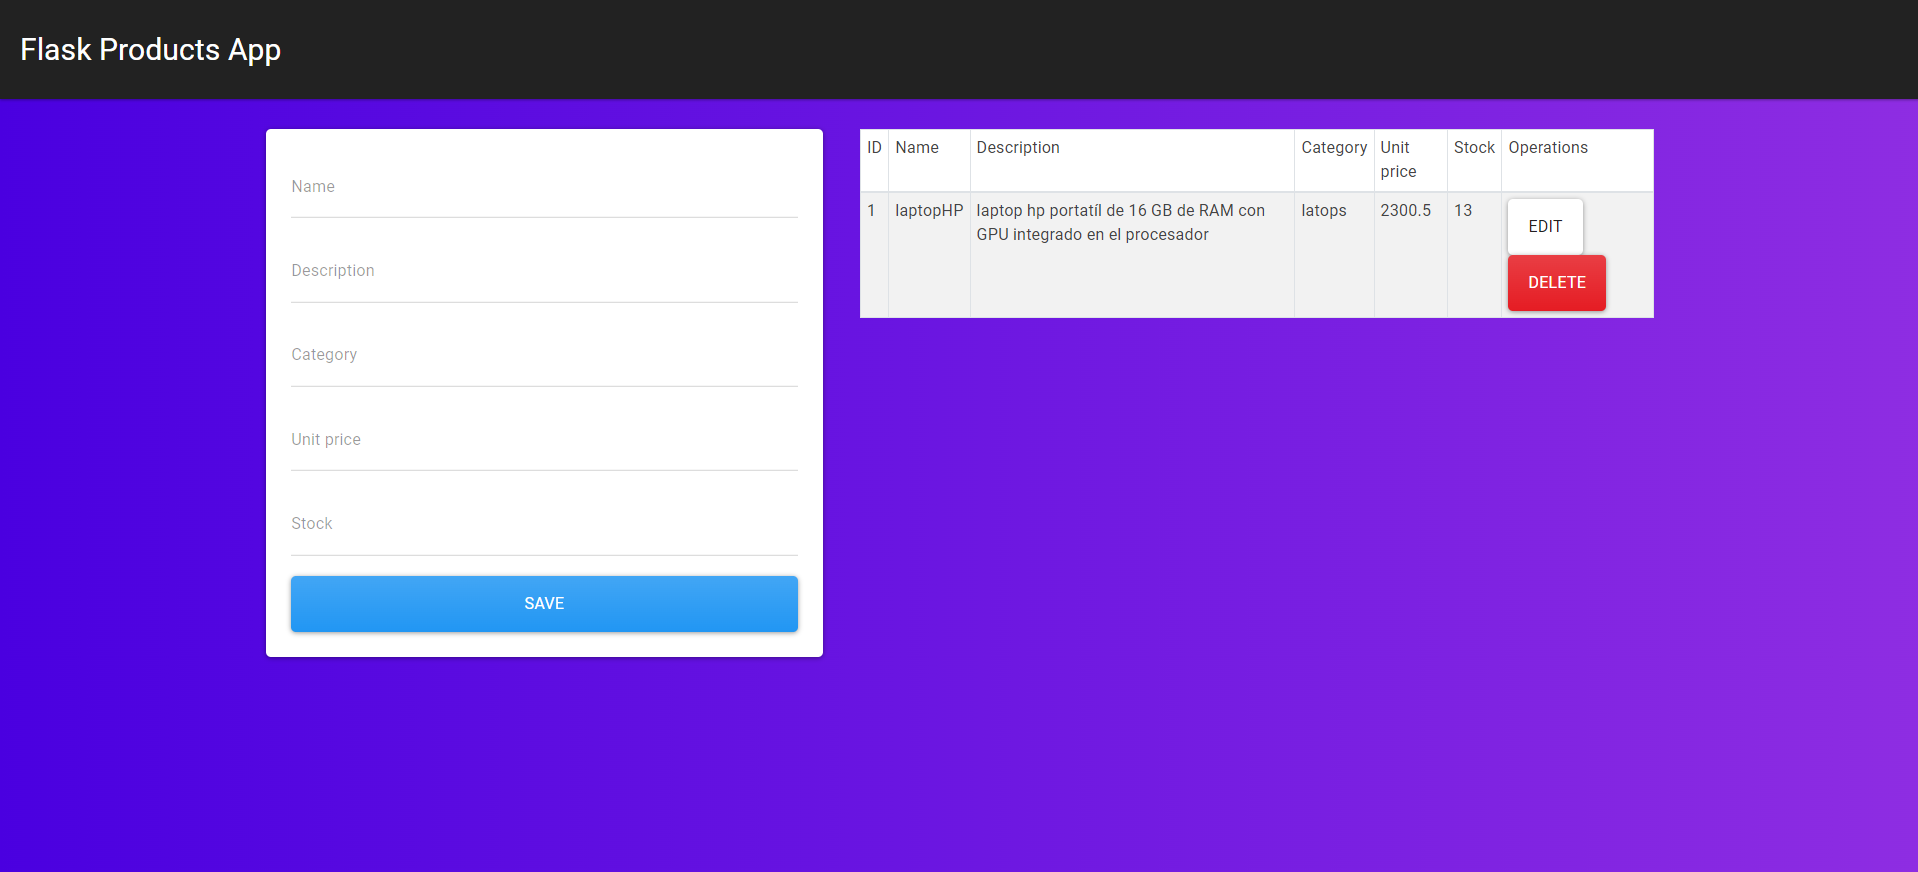 Flask Products App
Name
Description
Category
Unit price
Stock
SAVE
ID Name Description Category Unit price Stock Operations
1 laptopHP laptop hp portatíl de 16 GB de RAM con latops 2300.5 13 EDIT
GPU integrado en el procesador
DELETE